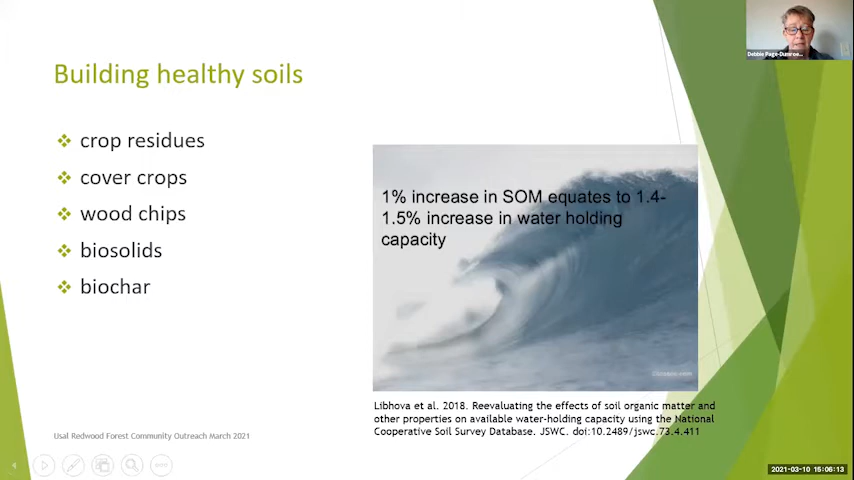 Debbie Page-Dumroe...
Building healthy soils
crop residues
cover crops
wood chips
biosolids
biochar
1% increase in SOM equates to 1.4-
1.5% increase in water holding
capacity
Libhova et al. 2018. Reevaluating the effects of soil organic matter and
other properties on available water-holding capacity using the National
Cooperative Soil Survey Database. JSWC. doi:10.2489/jswc.73.4.411
Usal Redwood Forest Community Outreach March 2021
2021-03-10 15:06:13